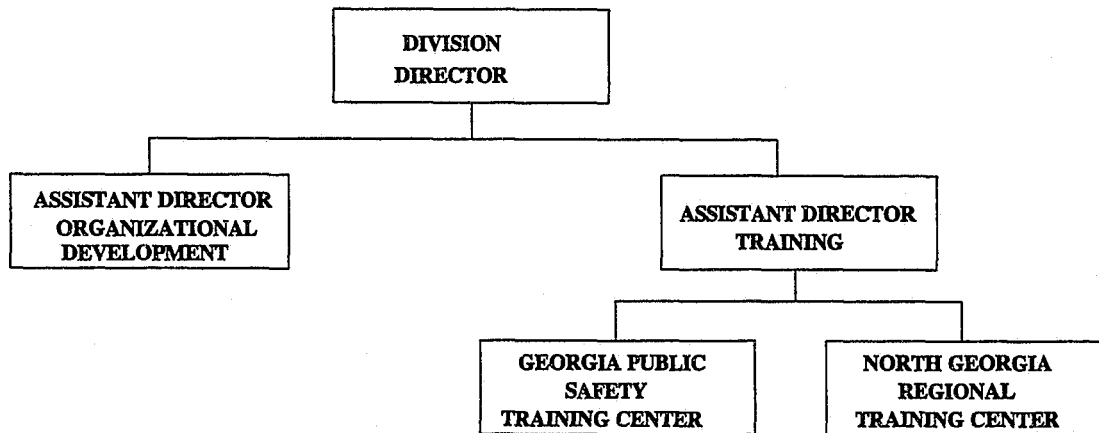 DIVISION
DIRECTOR
ASSISTANT DIRECTOR
ORGANIZATIONAL
DEVELOPMENT
ASSISTANT DIRECTOR
TRAINING
GEORGIA PUBLIC
SAFETY
TRAINING CENTER
NORTH GEORGIA
REGIONAL
TRAINING CENTER